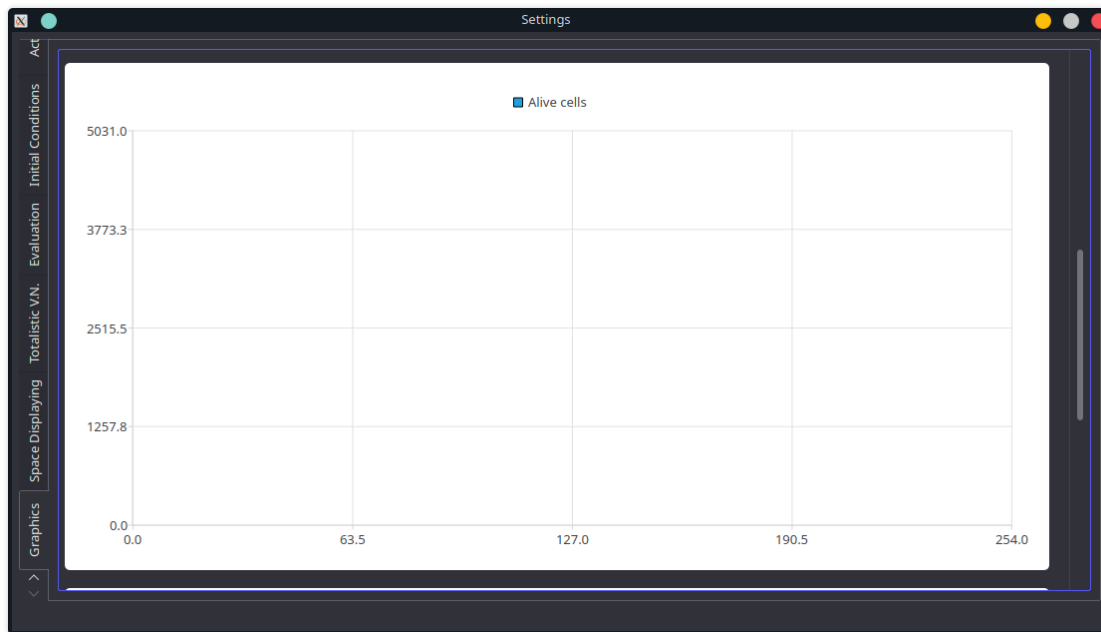 Settings
Act
Initial Conditions
Evaluation
Totalistic V.N.
Space Displaying
Graphics
Alive cells
5031.0
3773.3
2515.5
1257.8
0.0
0.0 63.5 127.0 190.5 254.0